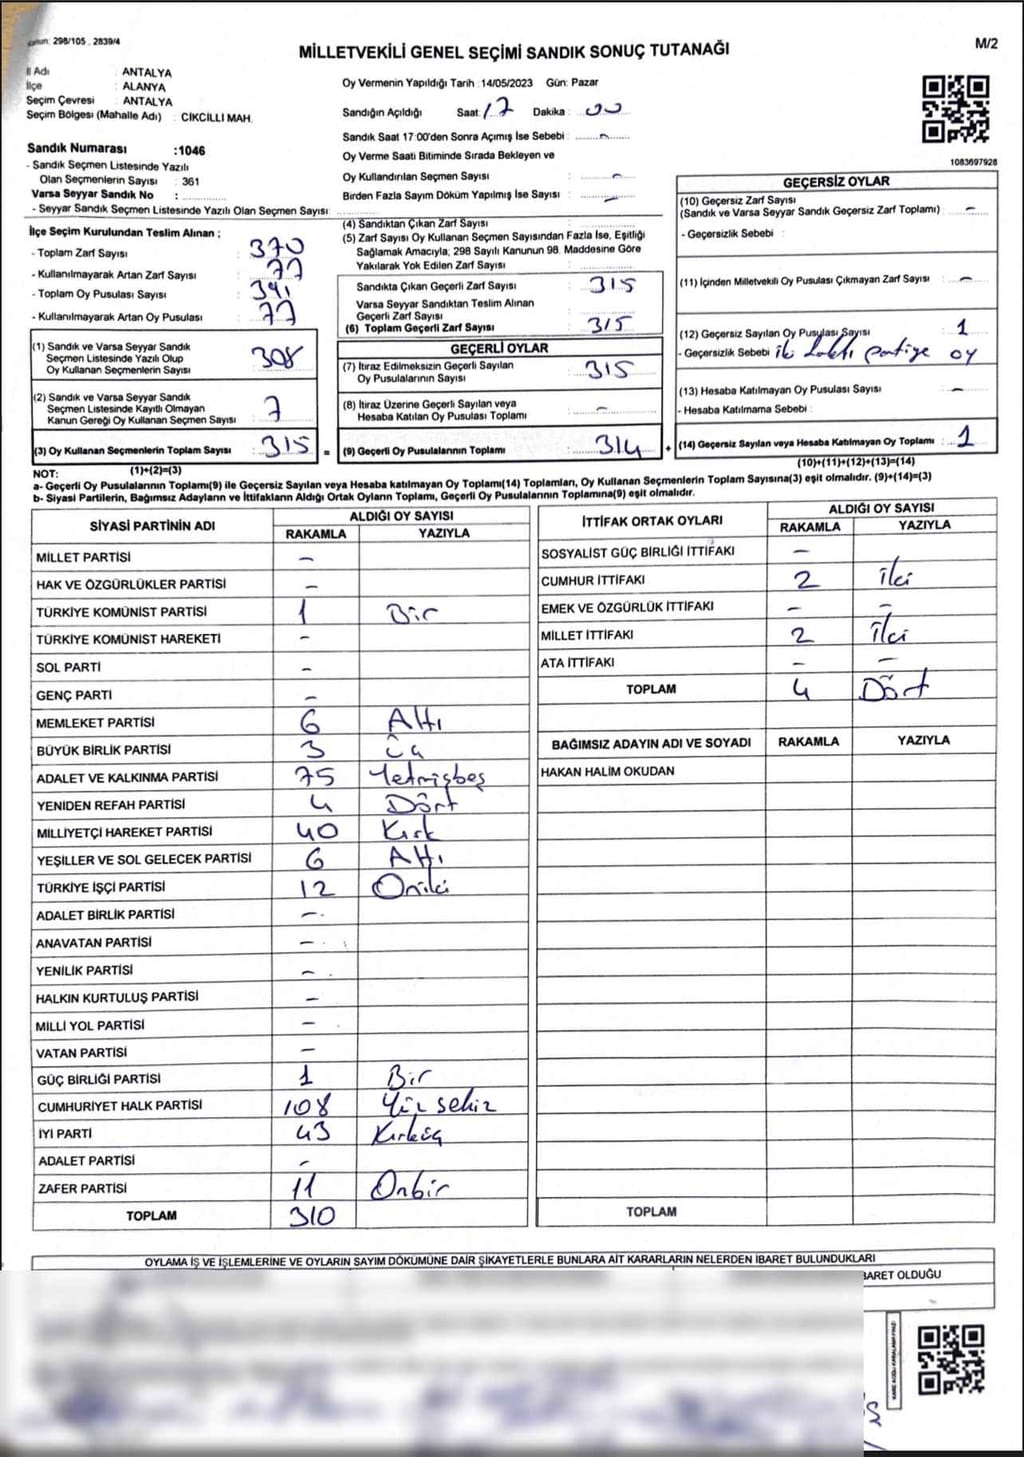 Kanun: 298/105 , 2839/4
MİLLETVEKİLİ GENEL SEÇİMİ SANDIK SONUÇ TUTANAĞI
M/2
İl Adı : ANTALYA
İlçe : ALANYA
Seçim Çevresi : ANTALYA
Seçim Bölgesi (Mahalle Adı) : CİKCİLLİ MAH.
Sandık Numarası :1046
- Sandık Seçmen Listesinde Yazılı
Olan Seçmenlerin Sayısı : 361
Varsa Seyyar Sandık No :
- Seyyar Sandık Seçmen Listesinde Yazılı Olan Seçmen Sayısı:
Oy Vermenin Yapıldığı Tarih :14/05/2023 Gün: Pazar
Sandığın Açıldığı Saat: 17 Dakika : 00
Sandık Saat 17:00'den Sonra Açımış İse Sebebi : -
Oy Verme Saati Bitiminde Sırada Bekleyen ve
Oy Kullandırılan Seçmen Sayısı : -
Birden Fazla Sayım Döküm Yapılmış İse Sayısı : -
1083697928
İlçe Seçim Kurulundan Teslim Alınan ;
- Toplam Zarf Sayısı : 370
- Kullanılmayarak Artan Zarf Sayısı : 77
- Toplam Oy Pusulası Sayısı : 391
- Kullanılmayarak Artan Oy Pusulası : 77
(1) Sandık ve Varsa Seyyar Sandık
Seçmen Listesinde Yazılı Olup
Oy Kullanan Seçmenlerin Sayısı : 308
(2) Sandık ve Varsa Seyyar Sandık
Seçmen Listesinde Kayıtlı Olmayan
Kanun Gereği Oy Kullanan Seçmen Sayısı : 7
(3) Oy Kullanan Seçmenlerin Toplam Sayısı : 315 =
(1)+(2)=(3)
(4) Sandıktan Çıkan Zarf Sayısı :
(5) Zarf Sayısı Oy Kullanan Seçmen Sayısından Fazla İse, Eşitliği
Sağlamak Amacıyla; 298 Sayılı Kanunun 98. Maddesine Göre
Yakılarak Yok Edilen Zarf Sayısı :
Sandıkta Çıkan Geçerli Zarf Sayısı : 315
Varsa Seyyar Sandıktan Teslim Alınan
Geçerli Zarf Sayısı :
(6) Toplam Geçerli Zarf Sayısı : 315
GEÇERLİ OYLAR
(7) İtiraz Edilmeksizin Geçerli Sayılan
Oy Pusulalarının Sayısı : 315
(8) İtiraz Üzerine Geçerli Sayılan veya
Hesaba Katılan Oy Pusulası Toplamı : -
(9) Geçerli Oy Pusulalarının Toplamı : 314 +
GEÇERSİZ OYLAR
(10) Geçersiz Zarf Sayısı
(Sandık ve Varsa Seyyar Sandık Geçersiz Zarf Toplamı) : -
- Geçersizlik Sebebi :
(11) İçinden Milletvekili Oy Pusulası Çıkmayan Zarf Sayısı : -
(12) Geçersiz Sayılan Oy Pusulası Sayısı : 1
- Geçersizlik Sebebi : iki partiye oy
(13) Hesaba Katılmayan Oy Pusulası Sayısı : -
- Hesaba Katılmama Sebebi :
(14) Geçersiz Sayılan veya Hesaba Katılmayan Oy Toplamı : 1
(10)+(11)+(12)+(13)=(14)
NOT:
a- Geçerli Oy Pusulalarının Toplamı(9) ile Geçersiz Sayılan veya Hesaba katılmayan Oy Toplamı(14) Toplamları, Oy Kullanan Seçmenlerin Toplam Sayısına(3) eşit olmalıdır. (9)+(14)=(3)
b- Siyasi Partilerin, Bağımsız Adayların ve İttifakların Aldığı Ortak Oyların Toplamı, Geçerli Oy Pusulalarının Toplamına(9) eşit olmalıdır.
SİYASİ PARTİNİN ADI ALDIĞI OY SAYISI
RAKAMLA YAZIYLA
MİLLET PARTİSİ -
HAK VE ÖZGÜRLÜKLER PARTİSİ -
TÜRKİYE KOMÜNİST PARTİSİ 1 Bir
TÜRKİYE KOMÜNİST HAREKETİ -
SOL PARTİ -
GENÇ PARTİ -
MEMLEKET PARTİSİ 6 Altı
BÜYÜK BİRLİK PARTİSİ 3 Üç
ADALET VE KALKINMA PARTİSİ 75 Yetmişbeş
YENİDEN REFAH PARTİSİ 4 Dört
MİLLİYETÇİ HAREKET PARTİSİ 40 Kırk
YEŞİLLER VE SOL GELECEK PARTİSİ 6 Altı
TÜRKİYE İŞÇİ PARTİSİ 12 Oniki
ADALET BİRLİK PARTİSİ -
ANAVATAN PARTİSİ -
YENİLİK PARTİSİ -
HALKIN KURTULUŞ PARTİSİ -
MİLLİ YOL PARTİSİ -
VATAN PARTİSİ -
GÜÇ BİRLİĞİ PARTİSİ 1 Bir
CUMHURİYET HALK PARTİSİ 108 Yüz sekiz
İYİ PARTİ 43 Kırküç
ADALET PARTİSİ -
ZAFER PARTİSİ 11 Onbir
TOPLAM 310
İTTİFAK ORTAK OYLARI ALDIĞI OY SAYISI
RAKAMLA YAZIYLA
SOSYALİST GÜÇ BİRLİĞİ İTTİFAKI -
CUMHUR İTTİFAKI 2 İki
EMEK VE ÖZGÜRLÜK İTTİFAKI - -
MİLLET İTTİFAKI 2 İki
ATA İTTİFAKI - -
TOPLAM 4 Dört
BAĞIMSIZ ADAYIN ADI VE SOYADI RAKAMLA YAZIYLA
HAKAN HALİM OKUDAN
TOPLAM
OYLAMA İŞ VE İŞLEMLERİNE VE OYLARIN SAYIM DÖKÜMÜNE DAİR ŞİKAYETLERLE BUNLARA AİT KARARLARIN NELERDEN İBARET BULUNDUKLARI
BARET OLDUĞU